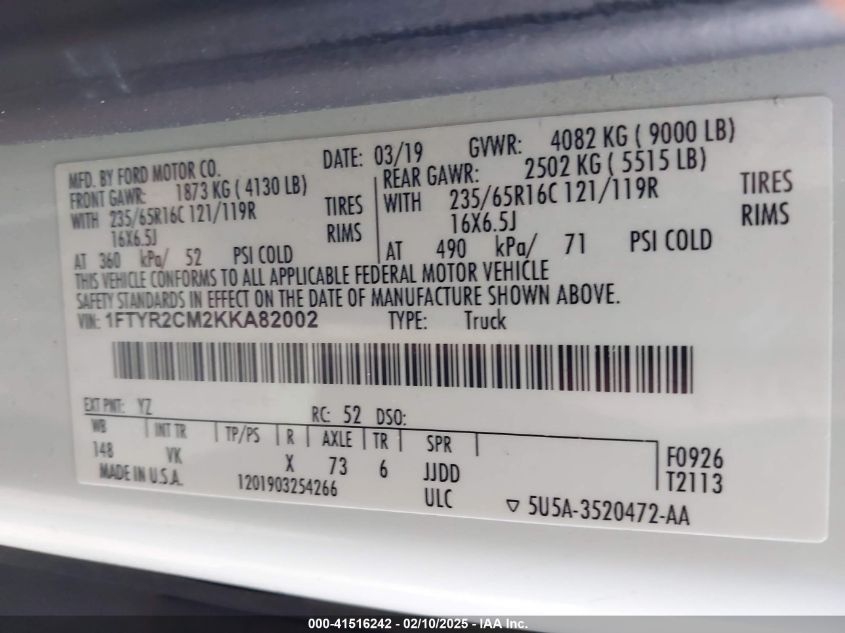 MFD. BY FORD MOTOR CO.
DATE: 03/19 GVWR: 4082 KG ( 9000 LB)
FRONT GAWR: 1873 KG ( 4130 LB)
WITH 235/65R16C 121/119R TIRES
16X6.5J RIMS
AT 360 kPa/ 52 PSI COLD
REAR GAWR: 2502 KG ( 5515 LB)
WITH 235/65R16C 121/119R TIRES
16X6.5J RIMS
AT 490 kPa/ 71 PSI COLD
THIS VEHICLE CONFORMS TO ALL APPLICABLE FEDERAL MOTOR VEHICLE
SAFETY STANDARDS IN EFFECT ON THE DATE OF MANUFACTURE SHOWN ABOVE.
VIN: 1FTYR2CM2KKA82002 TYPE: Truck
EXT PNT: YZ RC: 52 DSO:
WB INT TR TP/PS R AXLE TR SPR
148 VK X 73 6 JJDD F0926
MADE IN U.S.A. 1201903254266 ULC T2113
5U5A-3520472-AA
000-41516242 - 02/10/2025 - IAA Inc.